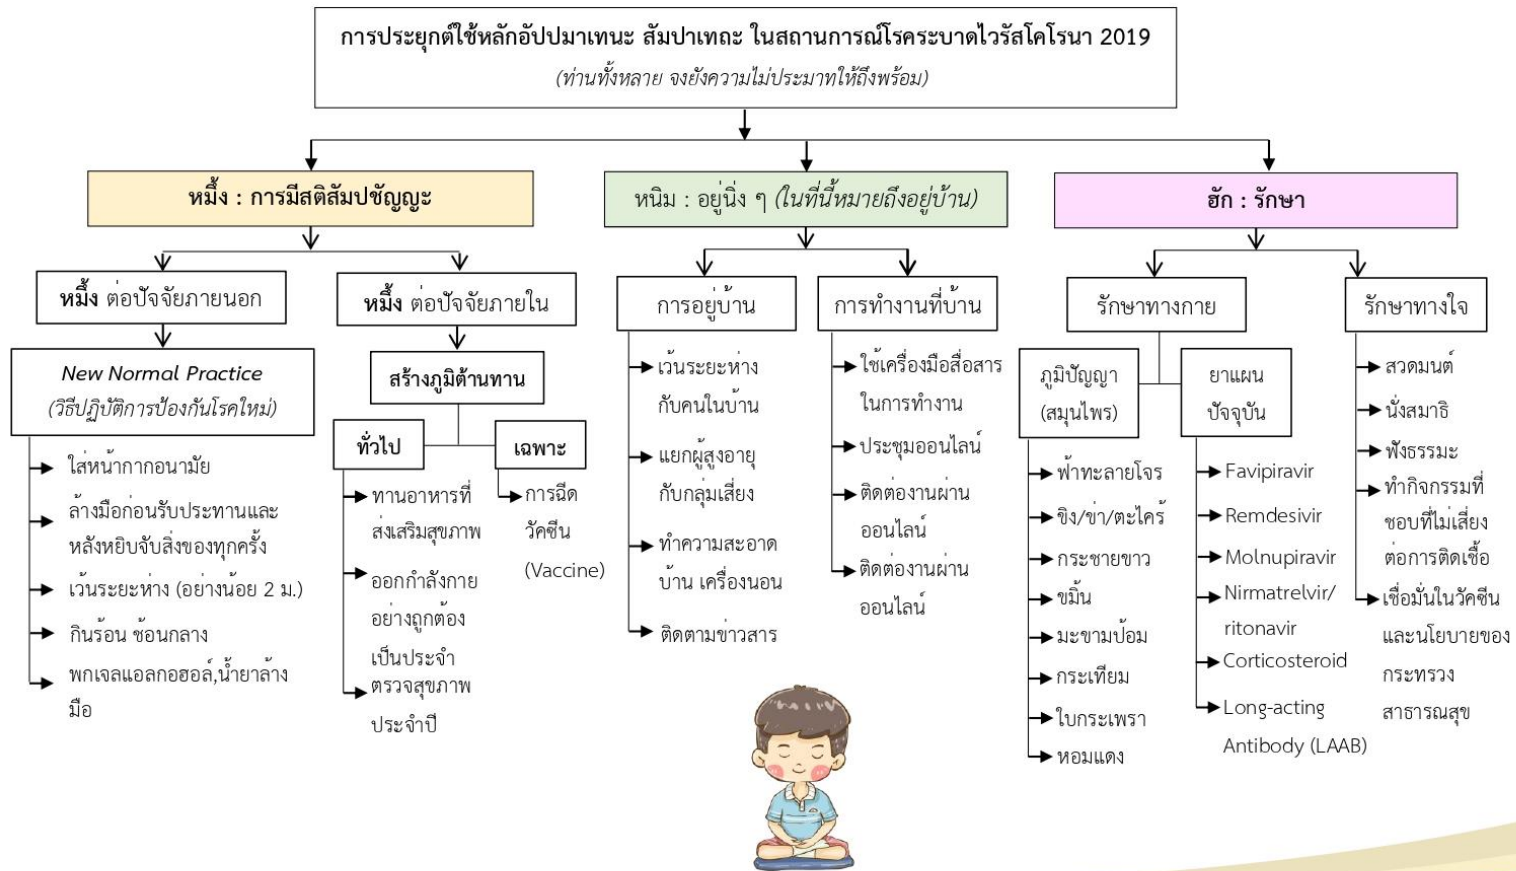 การประยุกต์ใช้หลักอัปปมาเทนะ สัมปาเทถะ ในสถานการณ์โรคระบาดไวรัสโคโรนา 2019
(ท่านทั้งหลาย จงยังความไม่ประมาทให้ถึงพร้อม)
หมึ้ง : การมีสติสัมปชัญญะ
หมึ้ง ต่อปัจจัยภายนอก
New Normal Practice
(วิธีปฏิบัติการป้องกันโรคใหม่)
ใส่หน้ากากอนามัย
ล้างมือก่อนรับประทานและ
หลังหยิบจับสิ่งของทุกครั้ง
เว้นระยะห่าง (อย่างน้อย 2 ม.)
กินร้อน ช้อนกลาง
พกเจลแอลกอฮอล์,น้ำยาล้าง
มือ
หมึ้ง ต่อปัจจัยภายใน
สร้างภูมิต้านทาน
ทั่วไป
ทานอาหารที่
ส่งเสริมสุขภาพ
ออกกำลังกาย
อย่างถูกต้อง
เป็นประจำ
ตรวจสุขภาพ
ประจำปี
เฉพาะ
การฉีด
วัคซีน
(Vaccine)
หนิม : อยู่นิ่ง ๆ (ในที่นี้หมายถึงอยู่บ้าน)
การอยู่บ้าน
เว้นระยะห่าง
กับคนในบ้าน
แยกผู้สูงอายุ
กับกลุ่มเสี่ยง
ทำความสะอาด
บ้าน เครื่องนอน
ติดตามข่าวสาร
การทำงานที่บ้าน
ใช้เครื่องมือสื่อสาร
ในการทำงาน
ประชุมออนไลน์
ติดต่องานผ่าน
ออนไลน์
ติดต่องานผ่าน
ออนไลน์
ฮัก : รักษา
รักษาทางกาย
ภูมิปัญญา
(สมุนไพร)
ฟ้าทะลายโจร
ขิง/ข่า/ตะไคร้
กระชายขาว
ขมิ้น
มะขามป้อม
กระเทียม
ใบกระเพรา
หอมแดง
ยาแผน
ปัจจุบัน
Favipiravir
Remdesivir
Molnupiravir
Nirmatrelvir/
ritonavir
Corticosteroid
Long-acting
Antibody (LAAB)
รักษาทางใจ
สวดมนต์
นั่งสมาธิ
ฟังธรรมะ
ทำกิจกรรมที่
ชอบที่ไม่เสี่ยง
ต่อการติดเชื้อ
เชื่อมั่นในวัคซีน
และนโยบายของ
กระทรวง
สาธารณสุข